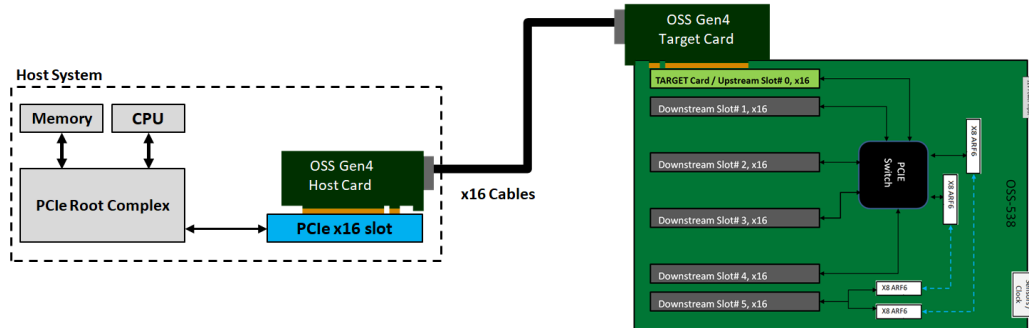 Host System
Memory
CPU
PCIe Root Complex
OSS Gen4
Host Card
PCIe x16 slot
x16 Cables
OSS Gen4
Target Card
TARGET Card / Upstream Slot# 0, x16
Downstream Slot# 1, x16
Downstream Slot# 2, x16
Downstream Slot# 3, x16
Downstream Slot# 4, x16
Downstream Slot# 5, x16
PCIE
Switch
X8 ARF6
X8 ARF6
X8 ARF6
X8 ARF6
OSS-538
Clock